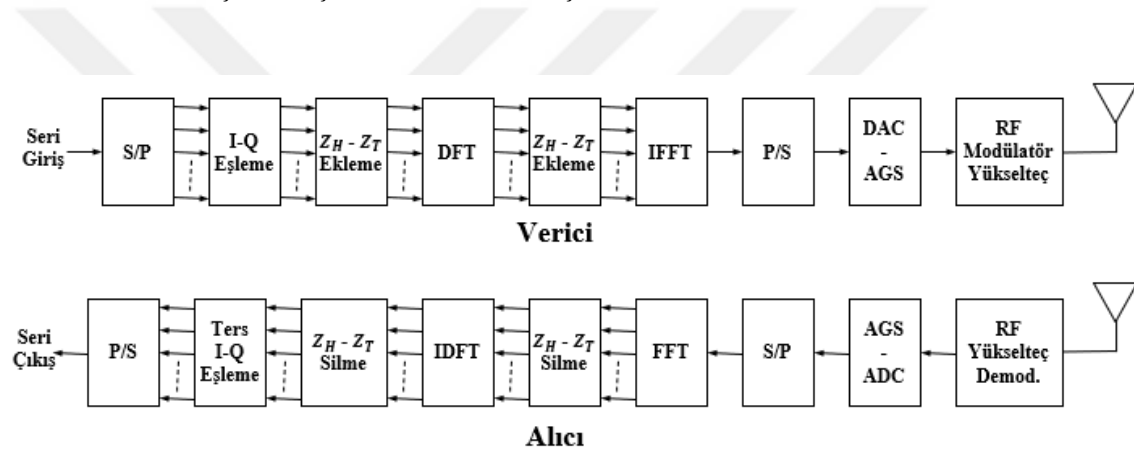 Seri
Giriş
S/P
I-Q
Eşleme
Z_H - Z_T
Ekleme
DFT
Z_H - Z_T
Ekleme
IFFT
P/S
DAC
-
AGS
RF
Modülatör
Yükselteç
Verici
Seri
Çıkış
P/S
Ters
I-Q
Eşleme
Z_H - Z_T
Silme
IDFT
Z_H - Z_T
Silme
FFT
S/P
AGS
-
ADC
RF
Yükselteç
Demod.
Alıcı